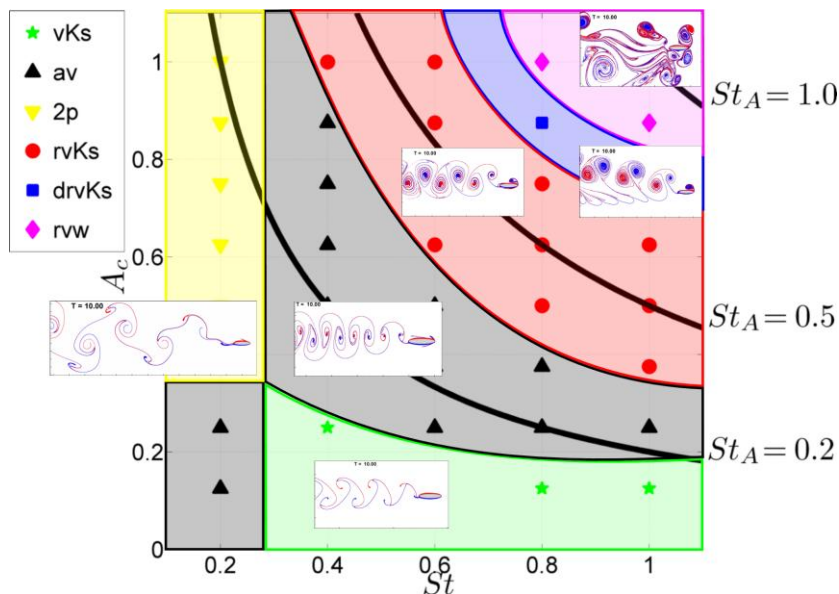 vKs
av
2p
rvKs
drvKs
rvw
1
0.8
0.6
A_c
0.2
0
0.2
0.4
0.6
0.8
1
St
St_A = 1.0
St_A = 0.5
St_A = 0.2
T = 10.00
T = 10.00
T = 10.00
T = 10.00
T = 10.00
T = 10.00